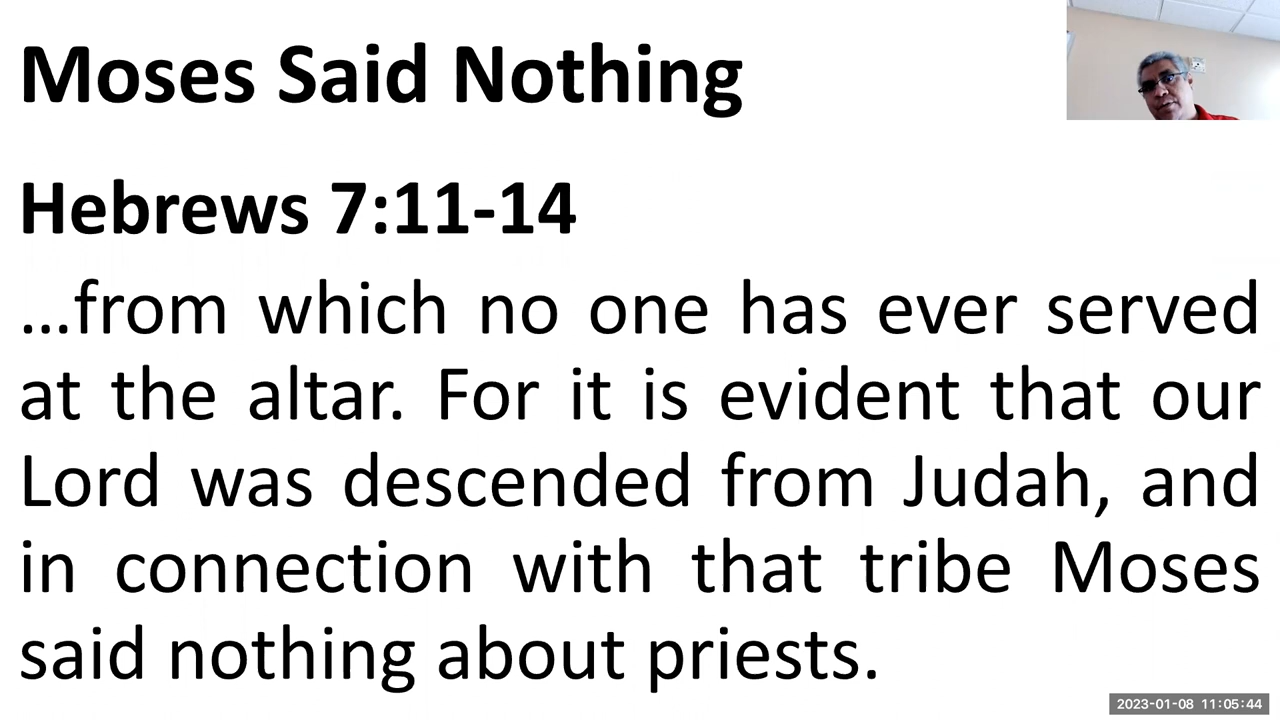 Moses Said Nothing
Hebrews 7:11-14
...from which no one has ever served
at the altar. For it is evident that our
Lord was descended from Judah, and
in connection with that tribe Moses
said nothing about priests.
2023-01-08 11:05:44